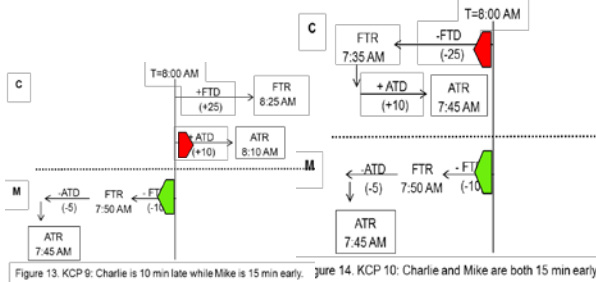 T=8:00 AM
C
+FTD
(+25)
FTR
8:25 AM
+ ATD
(+10)
ATR
8:10 AM
M
-ATD
(-5)
FTR
7:50 AM
- FT
(-10
ATR
7:45 AM
Figure 13. KCP 9: Charlie is 10 min late while Mike is 15 min early.
T=8:00 AM
C
FTR
7:35 AM
-FTD
(-25)
+ ATD
(+10)
ATR
7:45 AM
M
-ATD
(-5)
FTR
7:50 AM
- FT
(-10
ATR
7:45 AM
gure 14. KCP 10: Charlie and Mike are both 15 min early